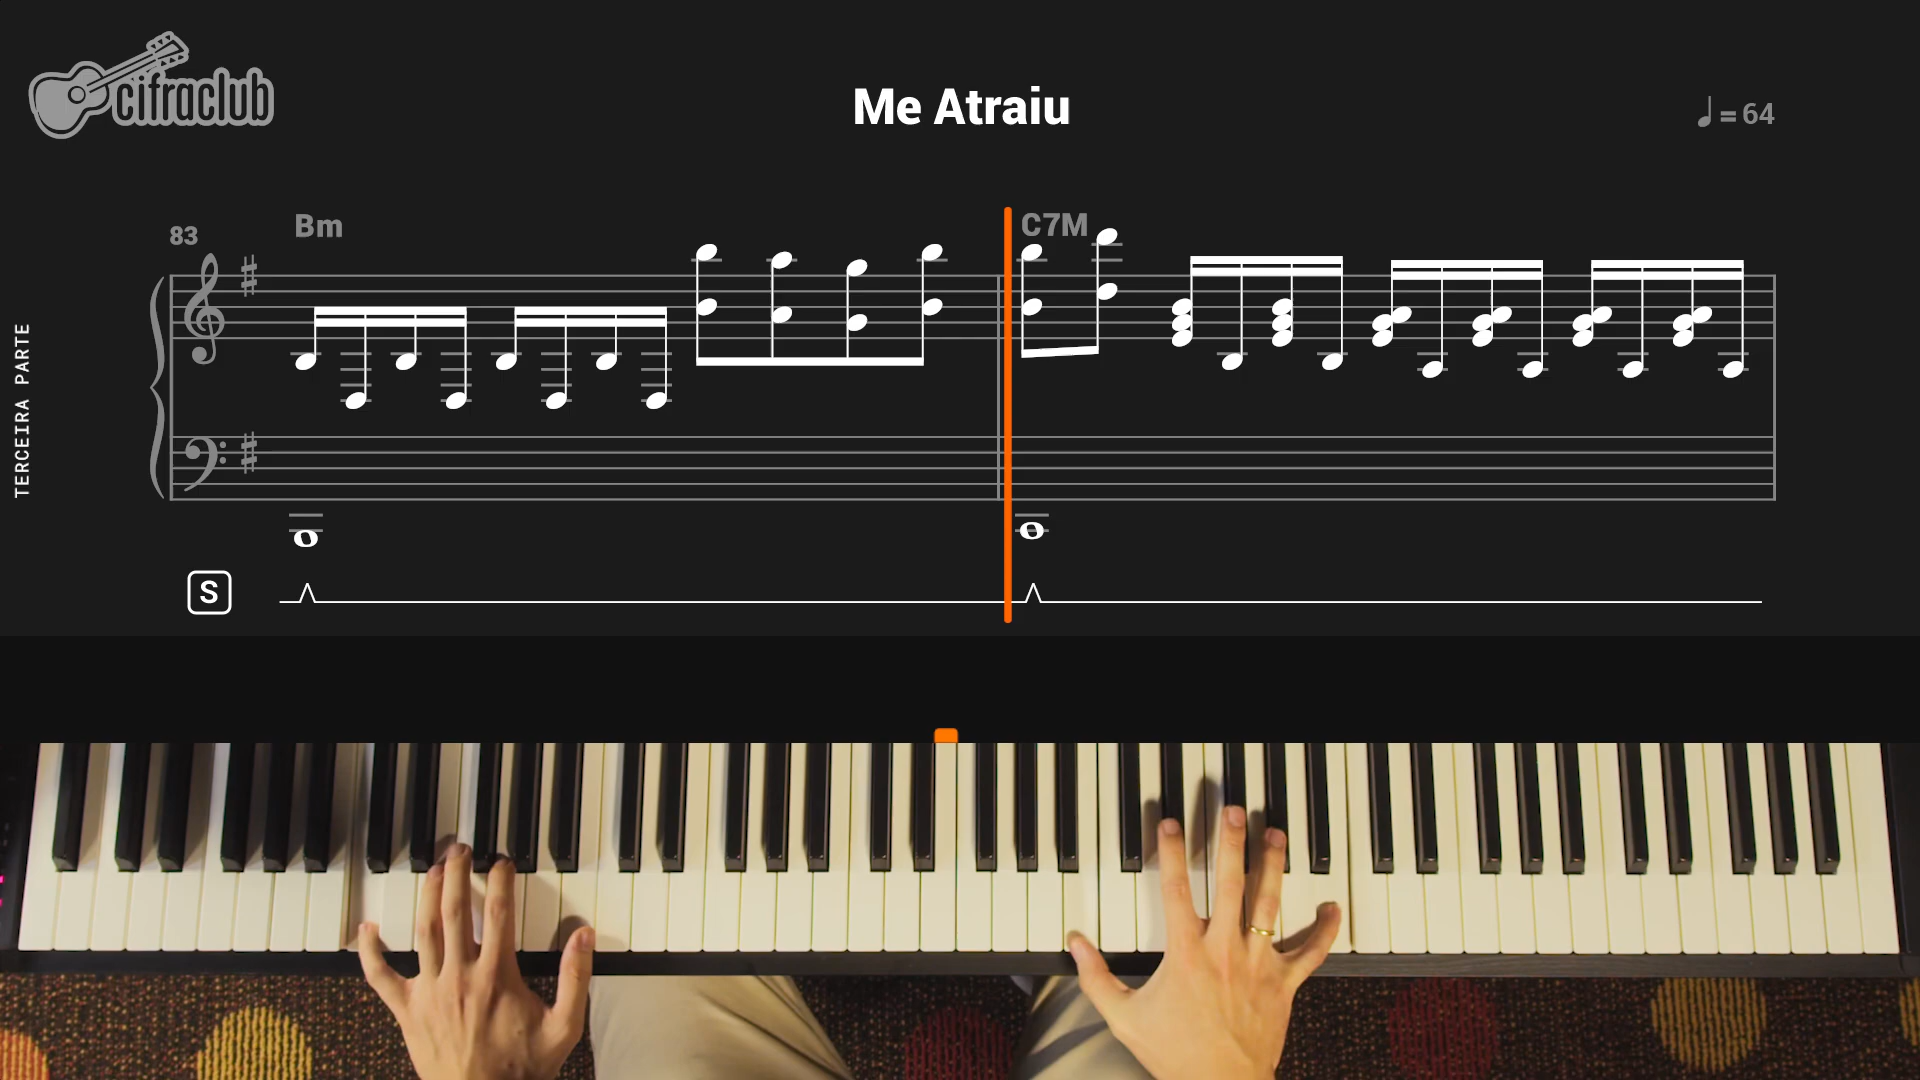 cifraclub
Me Atraiu
= 64
TERCEIRA PARTE
83
Bm
C7M
S